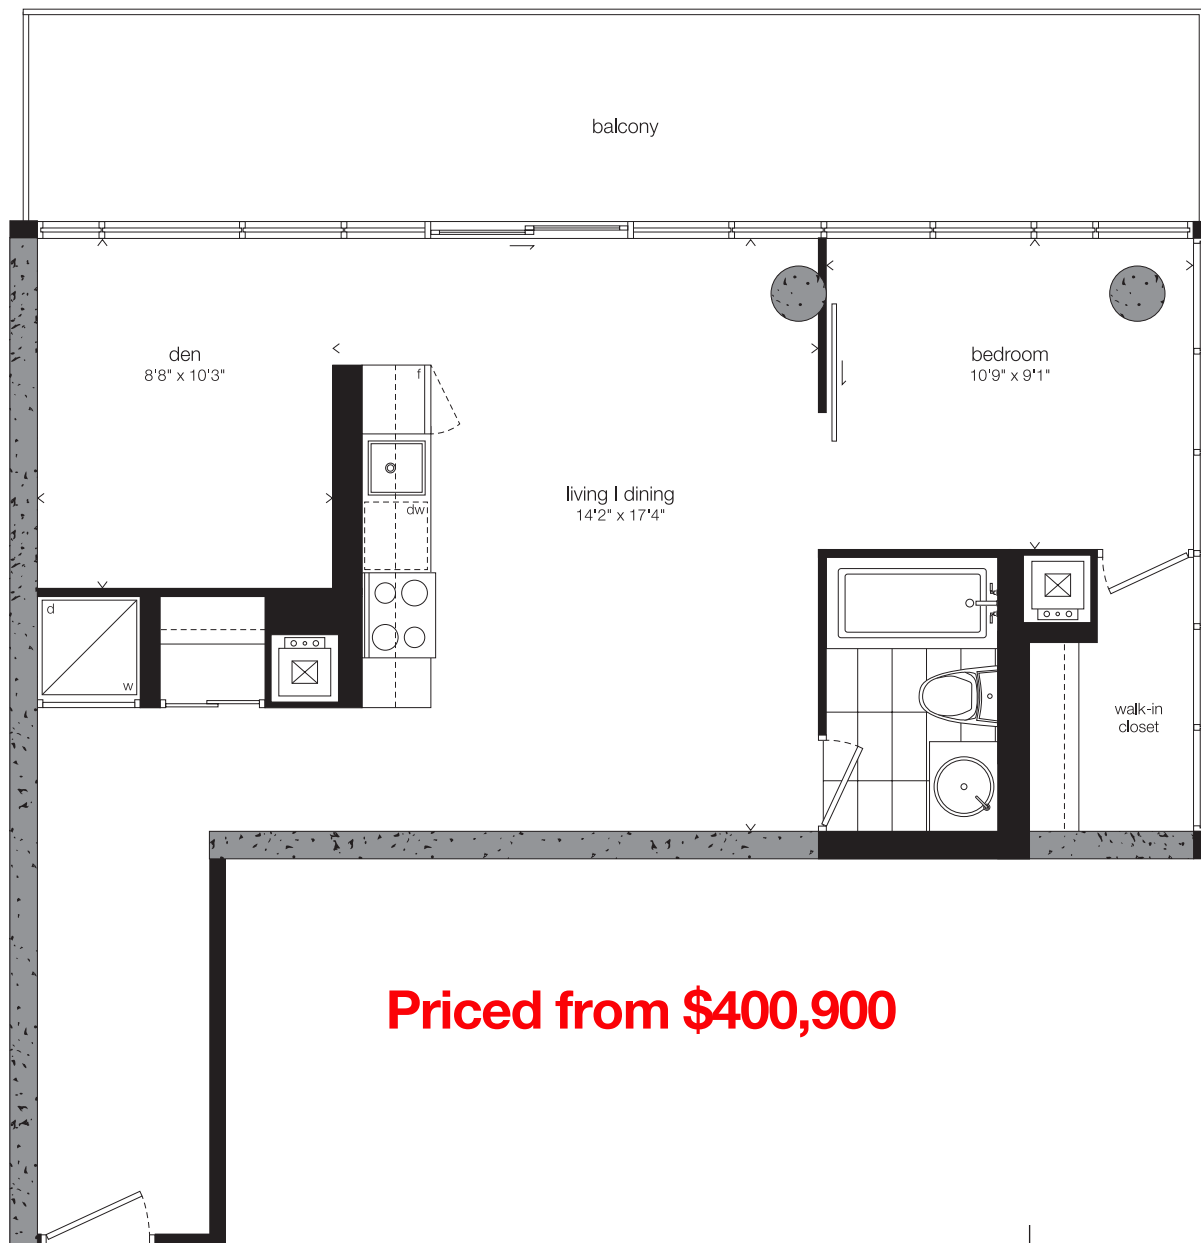 balcony
den
8'8" x 10'3"
bedroom
10'9" x 9'1"
f
living | dining
14'2" x 17'4"
dw
d
w
walk-in
closet
Priced from $400,900